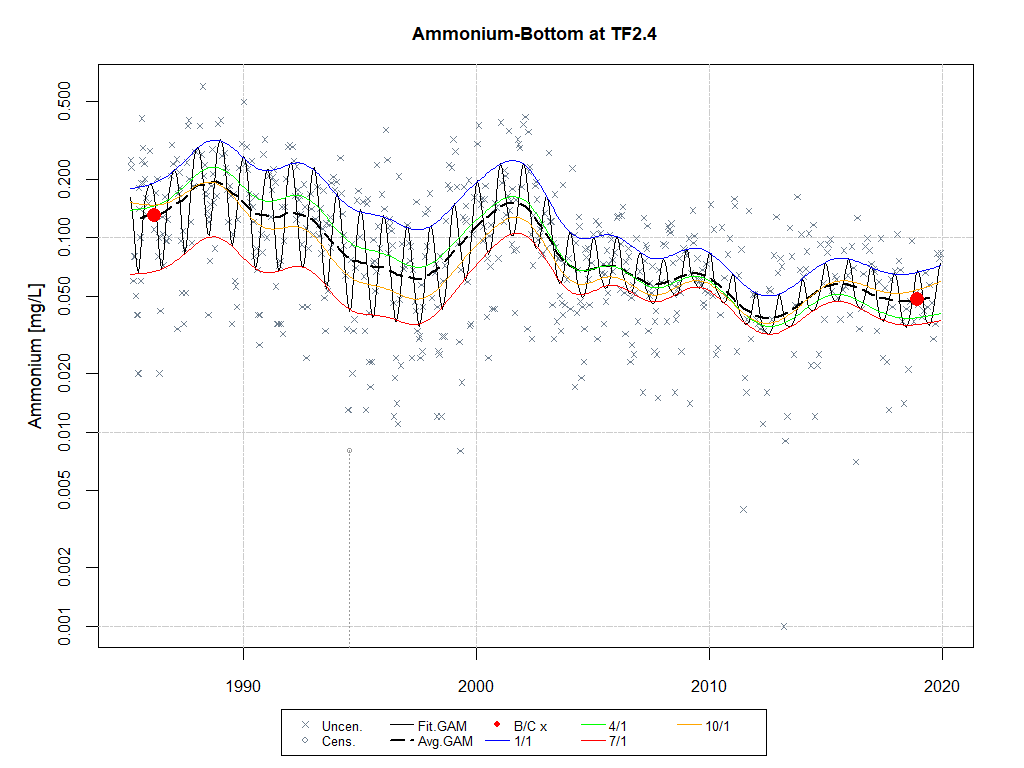 Ammonium-Bottom at TF2.4
Ammonium [mg/L]
0.500
0.200
0.100
0.050
0.020
0.010
0.005
0.002
0.001
1990 2000 2010 2020
Uncen. Fit.GAM B/C x 4/1 10/1
Cens. Avg.GAM 1/1 7/1